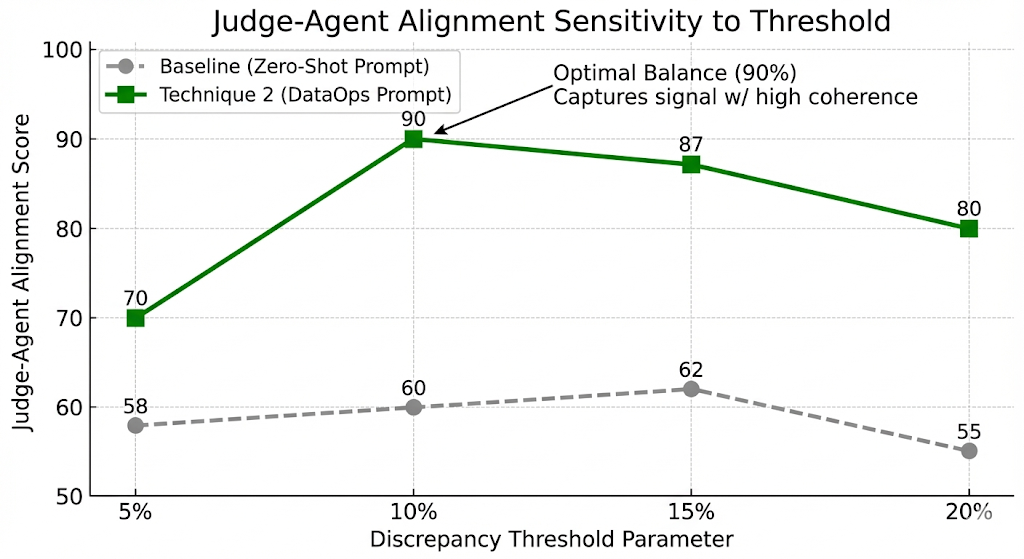 Judge-Agent Alignment Sensitivity to Threshold
Judge-Agent Alignment Score
100
90
80
70
60
50
Baseline (Zero-Shot Prompt)
Technique 2 (DataOps Prompt)
Optimal Balance (90%)
Captures signal w/ high coherence
70
90
87
80
58
60
62
55
5%
10%
15%
20%
Discrepancy Threshold Parameter